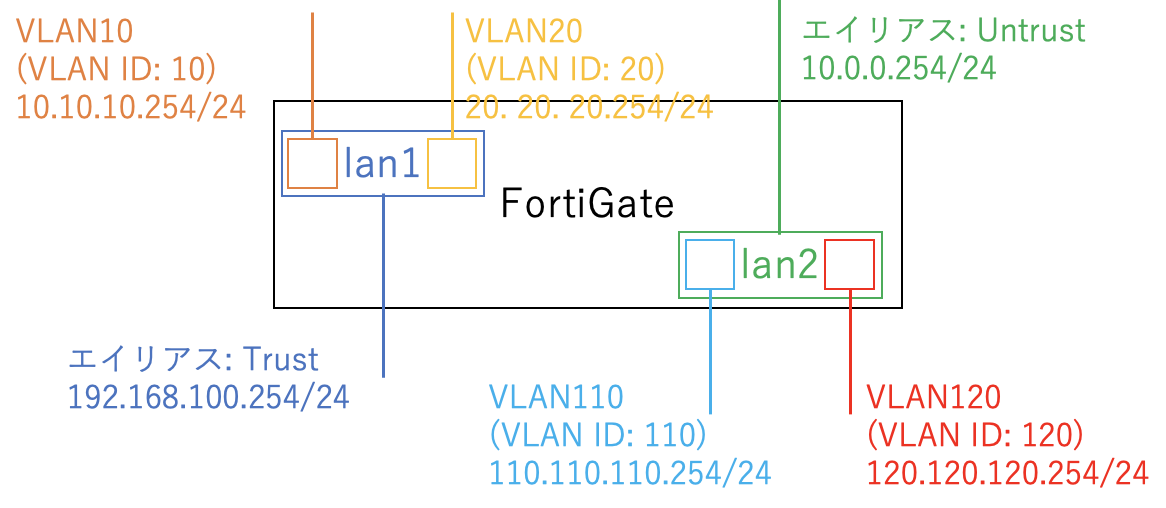 VLAN10
(VLAN ID: 10)
10.10.10.254/24
VLAN20
(VLAN ID: 20)
20. 20. 20.254/24
エイリアス: Untrust
10.0.0.254/24
lan1
FortiGate
lan2
エイリアス: Trust
192.168.100.254/24
VLAN110
(VLAN ID: 110)
110.110.110.254/24
VLAN120
(VLAN ID: 120)
120.120.120.254/24